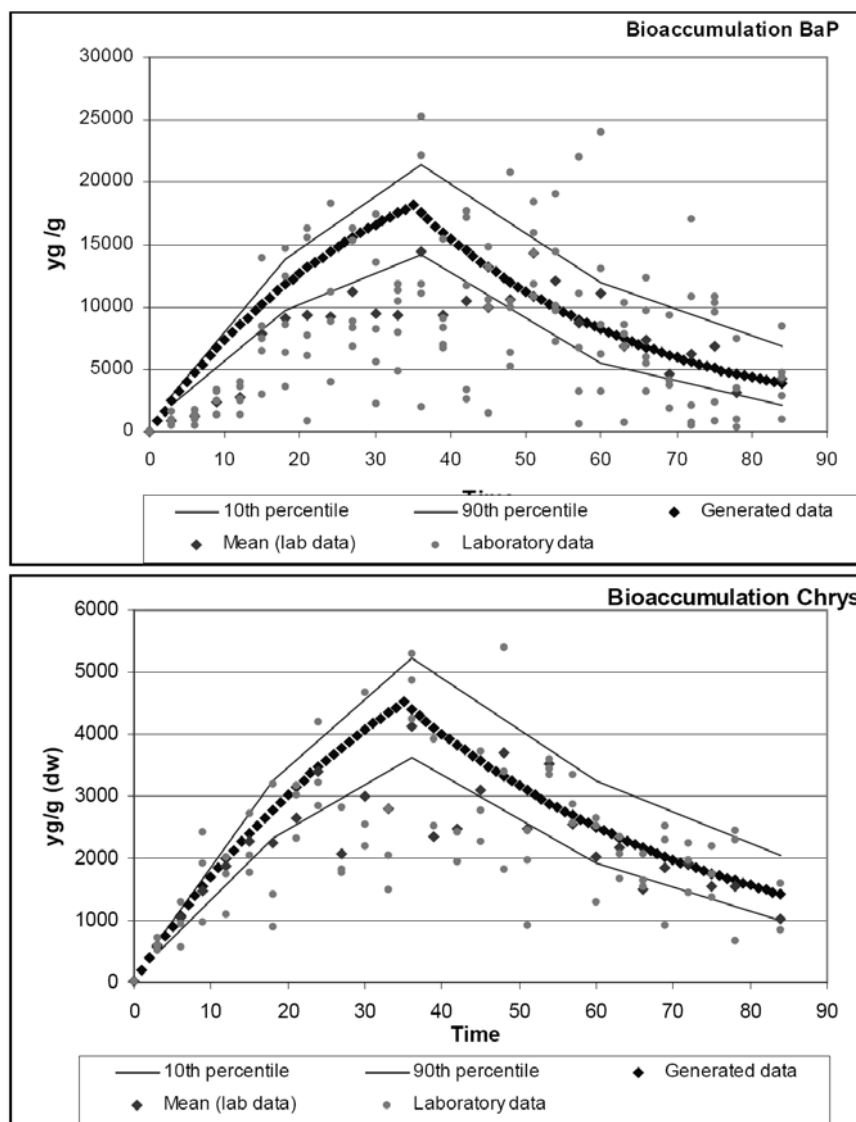 Bioaccumulation BaP
30000
25000
20000
15000
10000
5000
0
yg /g
0 10 20 30 40 50 60 70 80 90
Time
10th percentile 90th percentile Generated data
Mean (lab data) Laboratory data
Bioaccumulation Chrys
6000
5000
4000
3000
2000
1000
0
yg/g (dw)
0 10 20 30 40 50 60 70 80 90
Time
10th percentile 90th percentile Generated data
Mean (lab data) Laboratory data